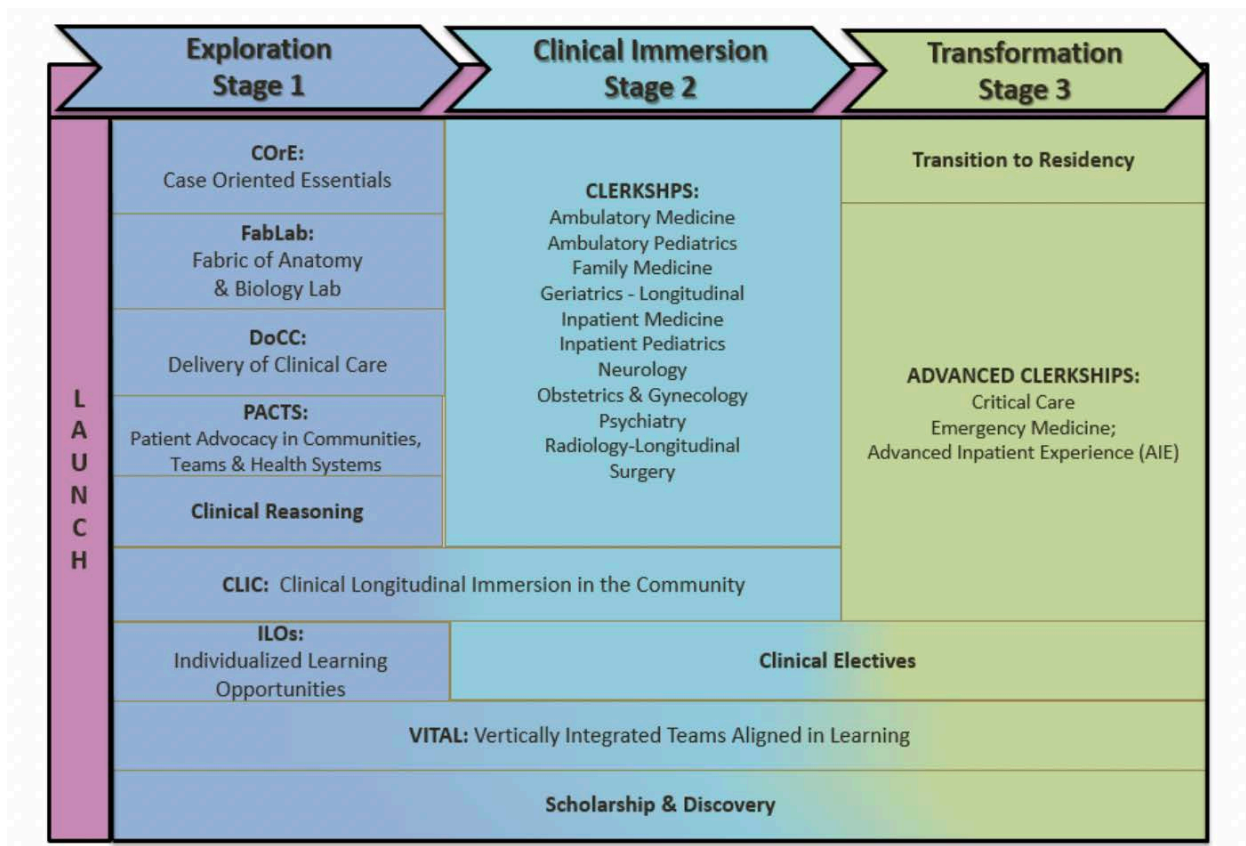 Exploration
Stage 1
Clinical Immersion
Stage 2
Transformation
Stage 3
LAUNCH
COrE:
Case Oriented Essentials
FabLab:
Fabric of Anatomy
& Biology Lab
DoCC:
Delivery of Clinical Care
PACTS:
Patient Advocacy in Communities,
Teams & Health Systems
Clinical Reasoning
CLERKSHPS:
Ambulatory Medicine
Ambulatory Pediatrics
Family Medicine
Geriatrics - Longitudinal
Inpatient Medicine
Inpatient Pediatrics
Neurology
Obstetrics & Gynecology
Psychiatry
Radiology-Longitudinal
Surgery
Transition to Residency
ADVANCED CLERKSHIPS:
Critical Care
Emergency Medicine;
Advanced Inpatient Experience (AIE)
CLIC: Clinical Longitudinal Immersion in the Community
ILOs:
Individualized Learning
Opportunities
Clinical Electives
VITAL: Vertically Integrated Teams Aligned in Learning
Scholarship & Discovery